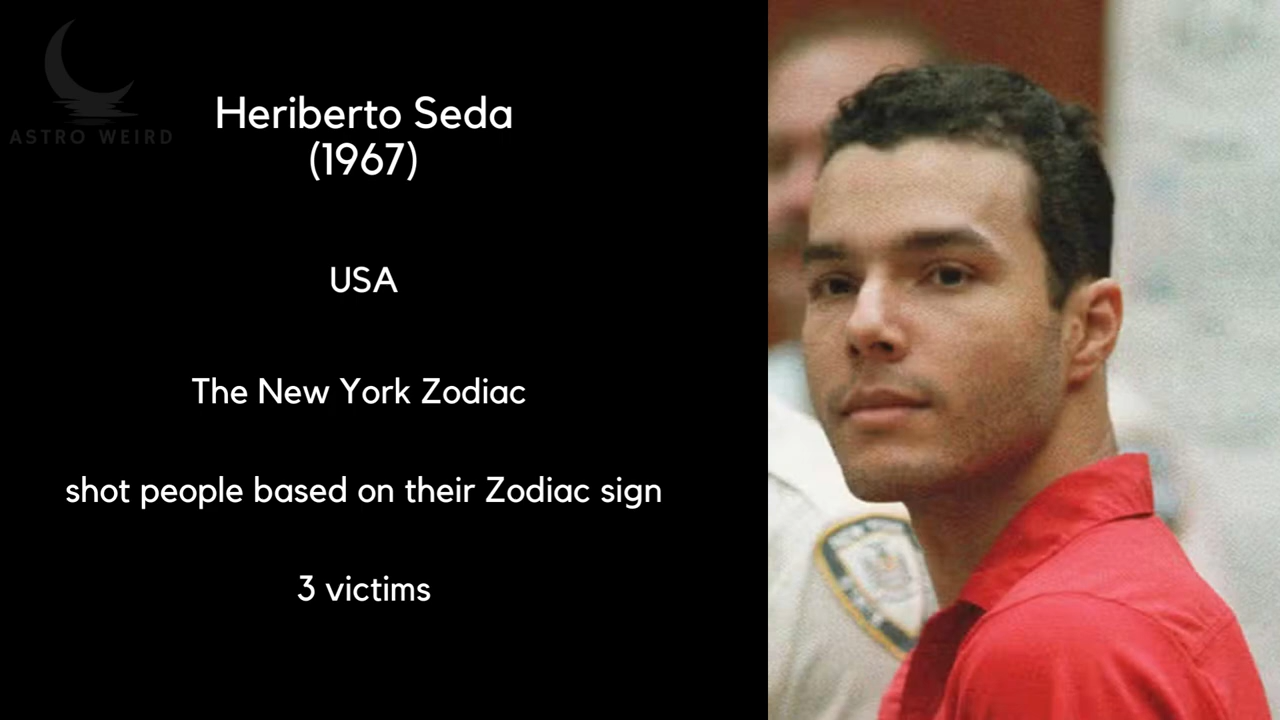 ASTRO WEIRD
Heriberto Seda
(1967)
USA
The New York Zodiac
shot people based on their Zodiac sign
3 victims